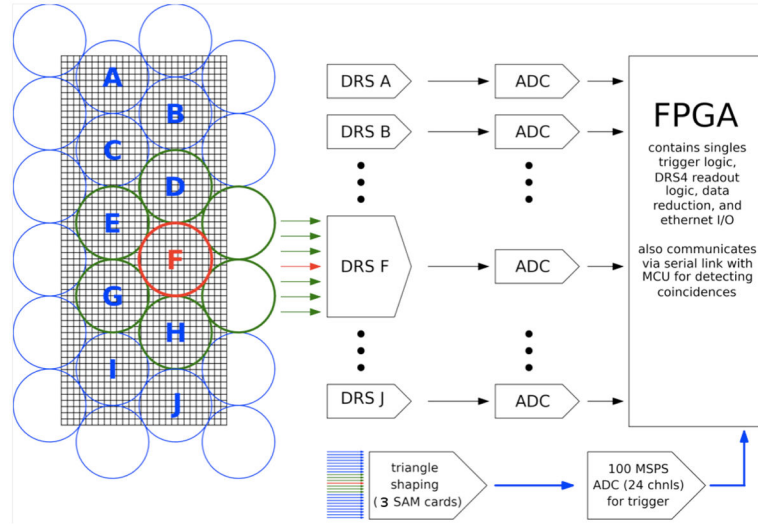 A
B
C
D
E
F
G
H
I
J
DRS A
ADC
DRS B
ADC
DRS F
ADC
DRS J
ADC
FPGA
contains singles
trigger logic,
DRS4 readout
logic, data
reduction, and
ethernet I/O
also communicates
via serial link with
MCU for detecting
coincidences
triangle
shaping
(3 SAM cards)
100 MSPS
ADC (24 chnls)
for trigger